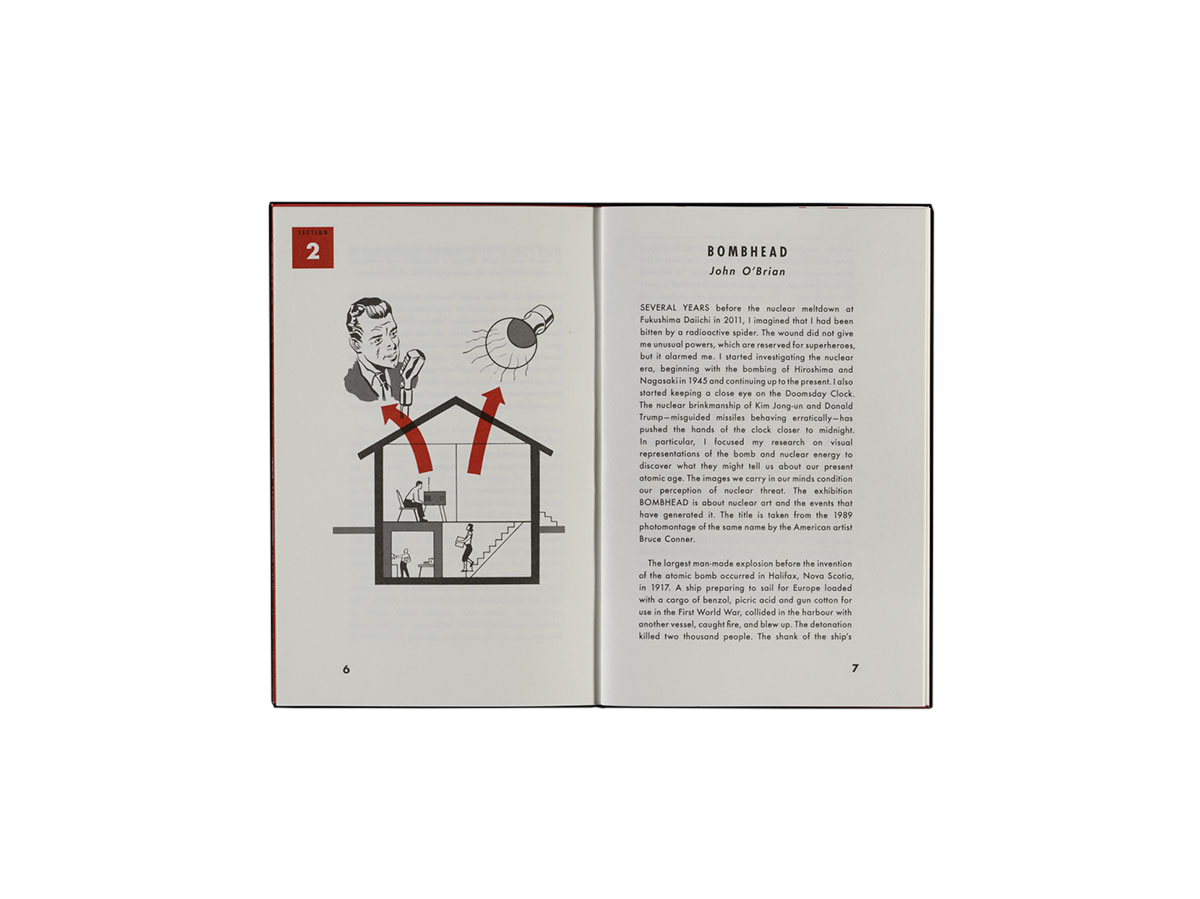 SECTION
2
6
BOMBHEAD
John O'Brian
SEVERAL YEARS before the nuclear meltdown at
Fukushima Daiichi in 2011, I imagined that I had been
bitten by a radioactive spider. The wound did not give
me unusual powers, which are reserved for superheroes,
but it alarmed me. I started investigating the nuclear
era, beginning with the bombing of Hiroshima and
Nagasaki in 1945 and continuing up to the present. I also
started keeping a close eye on the Doomsday Clock.
The nuclear brinkmanship of Kim Jong-un and Donald
Trump—misguided missiles behaving erratically—has
pushed the hands of the clock closer to midnight.
In particular, I focused my research on visual
representations of the bomb and nuclear energy to
discover what they might tell us about our present
atomic age. The images we carry in our minds condition
our perception of nuclear threat. The exhibition
BOMBHEAD is about nuclear art and the events that
have generated it. The title is taken from the 1989
photomontage of the same name by the American artist
Bruce Conner.
The largest man-made explosion before the invention
of the atomic bomb occurred in Halifax, Nova Scotia,
in 1917. A ship preparing to sail for Europe loaded
with a cargo of benzol, picric acid and gun cotton for
use in the First World War, collided in the harbour with
another vessel, caught fire, and blew up. The detonation
killed two thousand people. The shank of the ship's
7